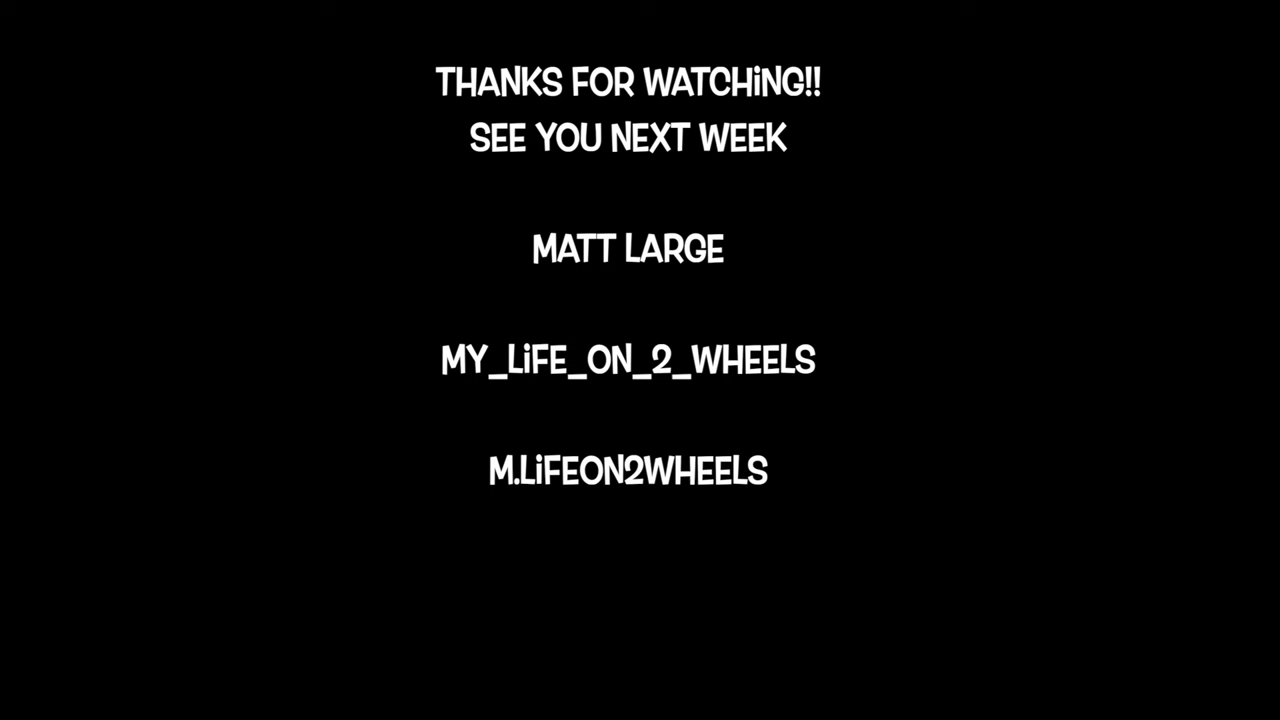 THANKS FOR WATCHiNG!!
SEE YOU NEXT WEEK
MATT LARGE
MY_LiFE_ON_2_WHEELS
M.LiFEON2WHEELS